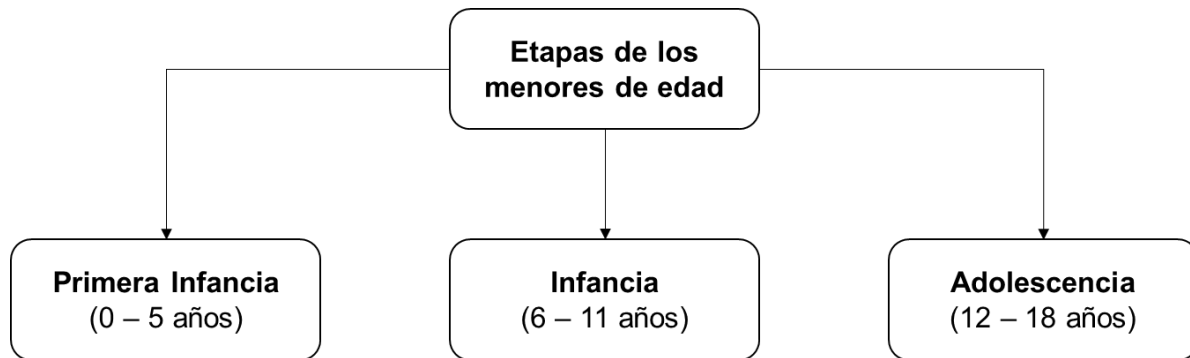 Etapas de los
menores de edad
Primera Infancia
(0 – 5 años)
Infancia
(6 – 11 años)
Adolescencia
(12 – 18 años)